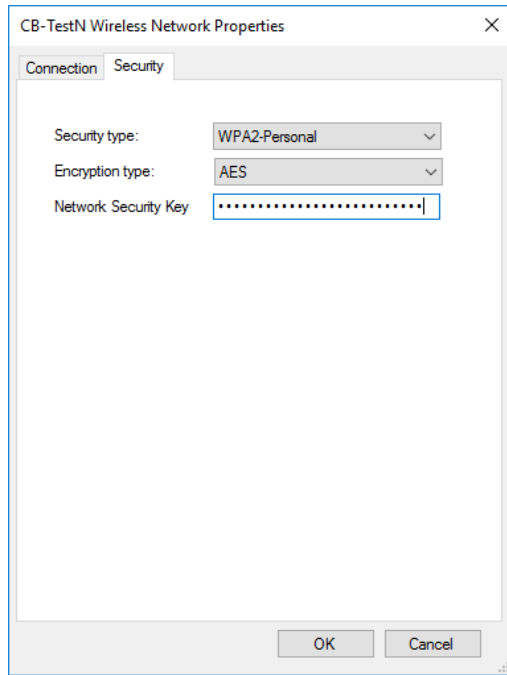 CB-TestN Wireless Network Properties
Connection Security
Security type: WPA2-Personal
Encryption type: AES
Network Security Key ••••••••••••••••••••••••••
OK Cancel